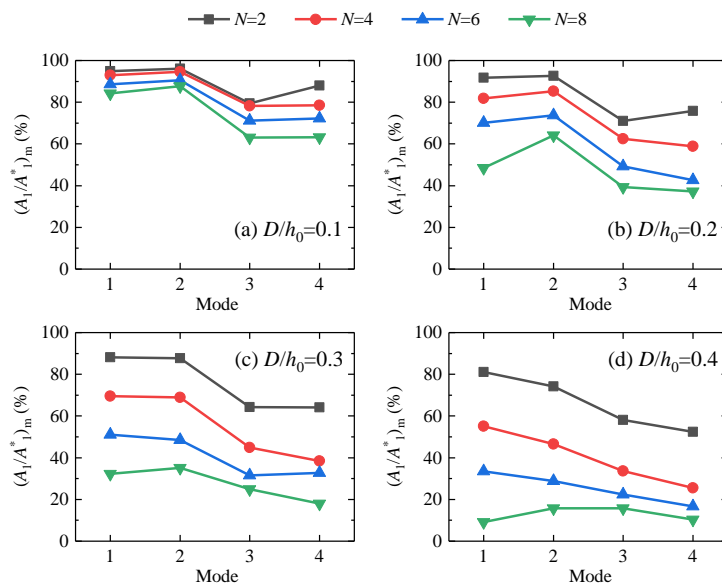 N=2 N=4 N=6 N=8
100
80
60
40
20
0
(A₁/A*₁)ₘ (%)
(a) D/h₀=0.1
1 2 3 4
Mode
100
80
60
40
20
0
(A₁/A*₁)ₘ (%)
(b) D/h₀=0.2
1 2 3 4
Mode
100
80
60
40
20
0
(A₁/A*₁)ₘ (%)
(c) D/h₀=0.3
1 2 3 4
Mode
100
80
60
40
20
0
(A₁/A*₁)ₘ (%)
(d) D/h₀=0.4
1 2 3 4
Mode